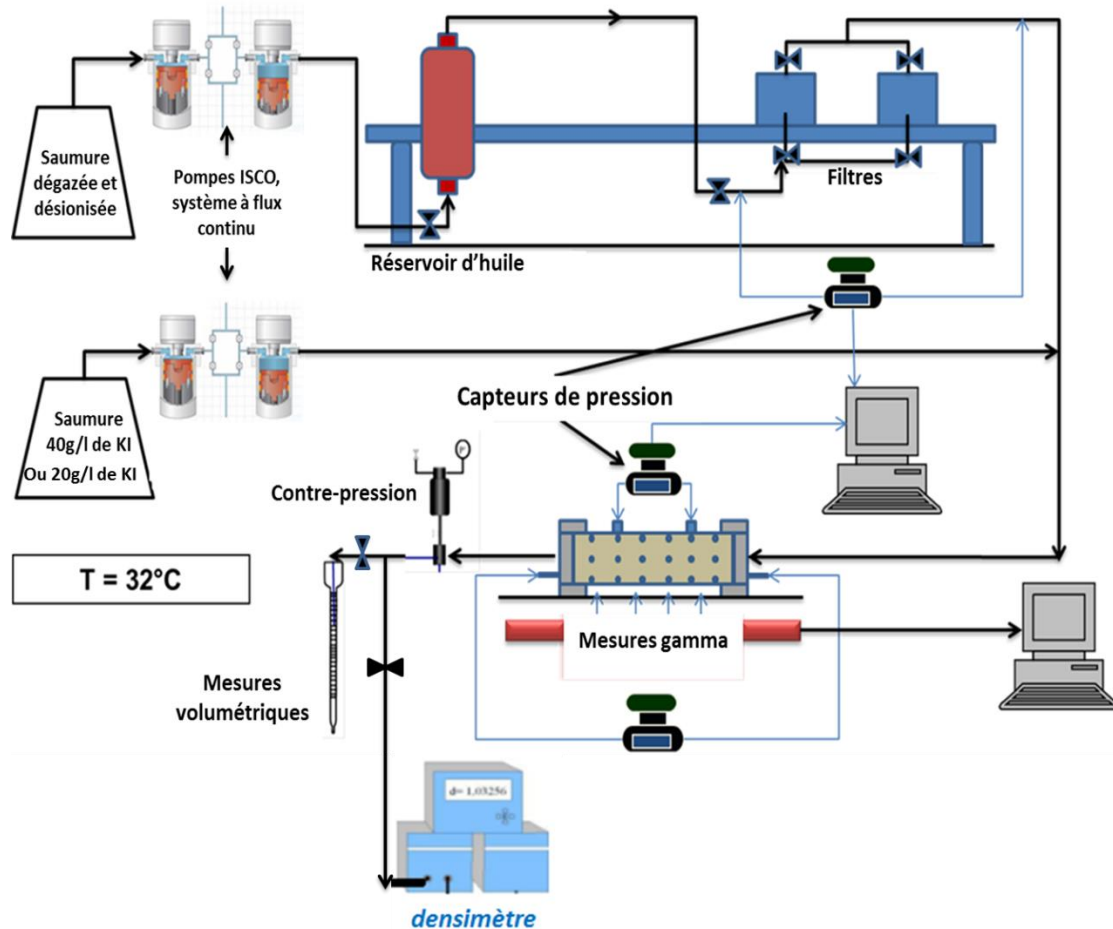 Saumure
dégazée et
désionisée
Pompes ISCO,
système à flux
continu
Réservoir d'huile
Filtres
Saumure
40g/l de KI
Ou 20g/l de KI
Capteurs de pression
Contre-pression
T = 32°C
Mesures gamma
Mesures
volumétriques
d= 1,03256
densimètre